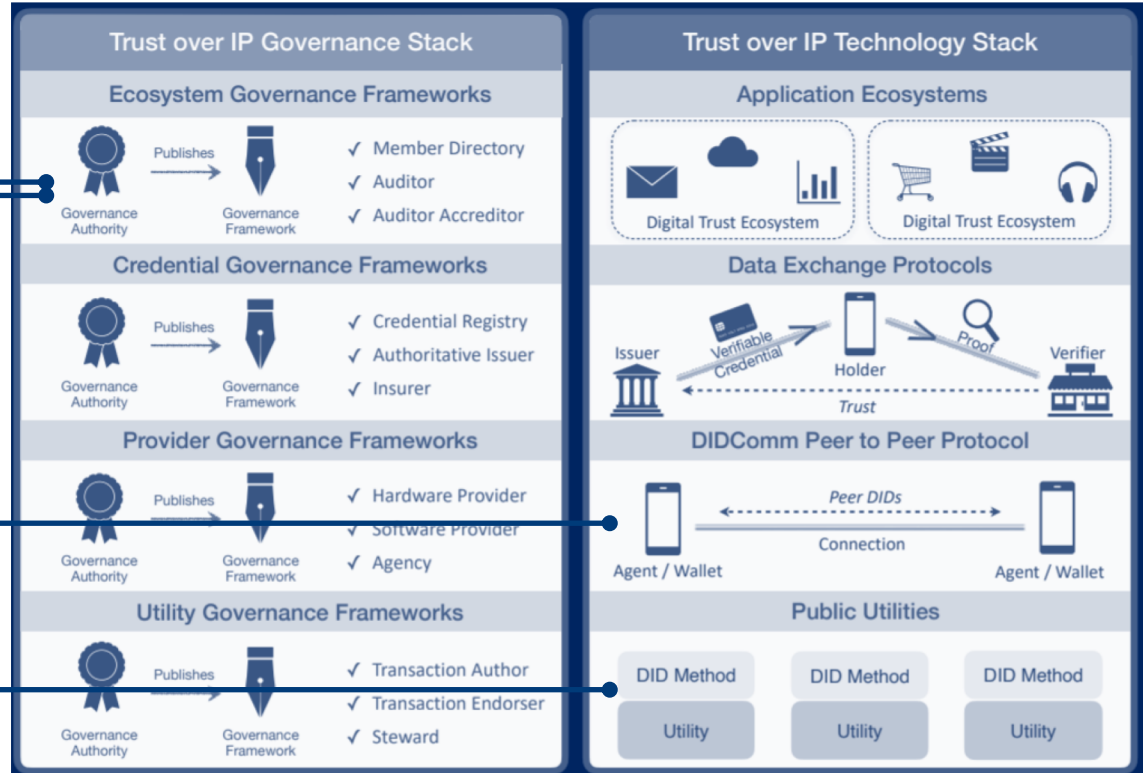 Trust over IP Governance Stack
Ecosystem Governance Frameworks
Publishes
Governance
Authority
Governance
Framework
✓ Member Directory
✓ Auditor
✓ Auditor Accreditor
Credential Governance Frameworks
Publishes
Governance
Authority
Governance
Framework
✓ Credential Registry
✓ Authoritative Issuer
✓ Insurer
Provider Governance Frameworks
Publishes
Governance
Authority
Governance
Framework
✓ Hardware Provider
✓ Software Provider
✓ Agency
Utility Governance Frameworks
Publishes
Governance
Authority
Governance
Framework
✓ Transaction Author
✓ Transaction Endorser
✓ Steward
Trust over IP Technology Stack
Application Ecosystems
Digital Trust Ecosystem
Digital Trust Ecosystem
Data Exchange Protocols
Issuer
Verifiable
Credential
Holder
Proof
Verifier
Trust
DIDComm Peer to Peer Protocol
Peer DIDs
Connection
Agent / Wallet
Agent / Wallet
Public Utilities
DID Method
DID Method
DID Method
Utility
Utility
Utility